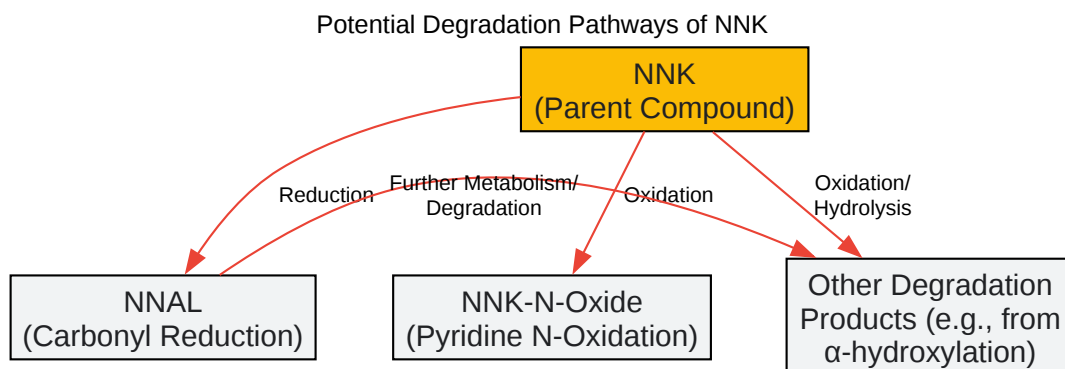 Potential Degradation Pathways of NNK
NNK
(Parent Compound)
Reduction
Further Metabolism/
Degradation
Oxidation
Oxidation/
Hydrolysis
NNAL
(Carbonyl Reduction)
NNK-N-Oxide
(Pyridine N-Oxidation)
Other Degradation
Products (e.g., from
α-hydroxylation)